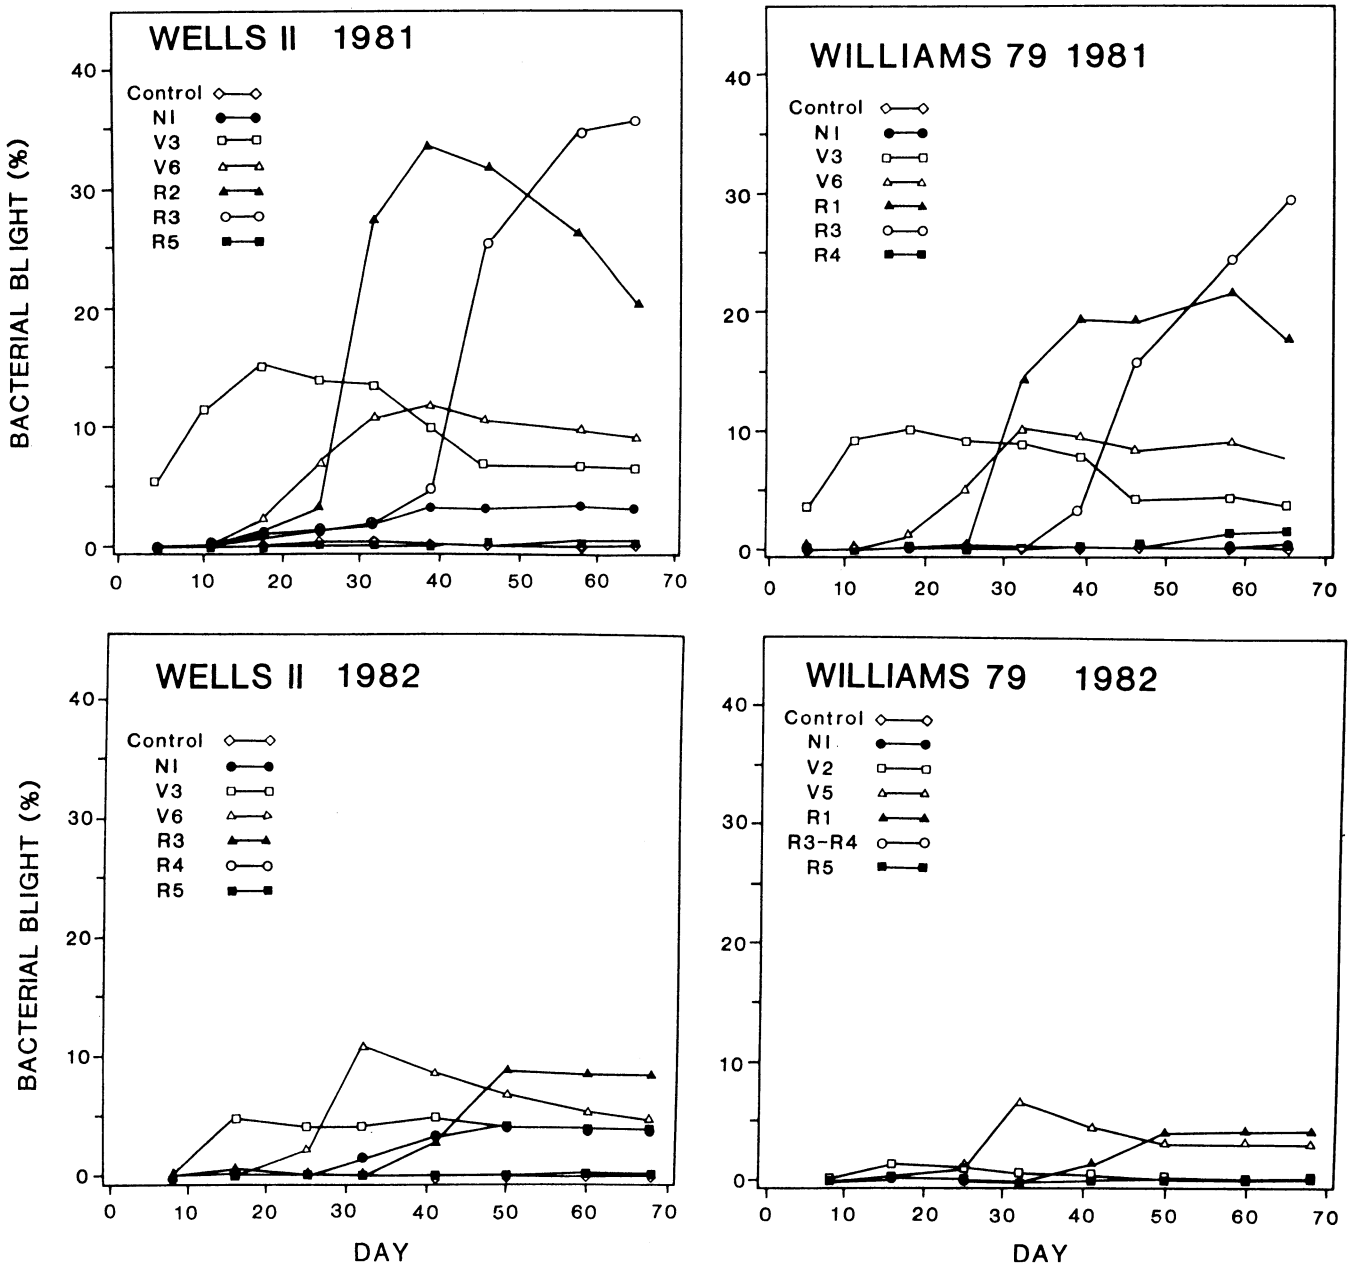 WELLS II 1981
BACTERIAL BLIGHT (%)
40
30
20
10
0
Control
NI
V3
V6
R2
R3
R5
0 10 20 30 40 50 60 70
WILLIAMS 79 1981
40
30
20
10
0
Control
NI
V3
V6
R1
R3
R4
0 10 20 30 40 50 60 70
WELLS II 1982
BACTERIAL BLIGHT (%)
40
30
20
10
0
Control
NI
V3
V6
R3
R4
R5
0 10 20 30 40 50 60 70
DAY
WILLIAMS 79 1982
40
30
20
10
0
Control
NI
V2
V5
R1
R3-R4
R5
0 10 20 30 40 50 60 70
DAY